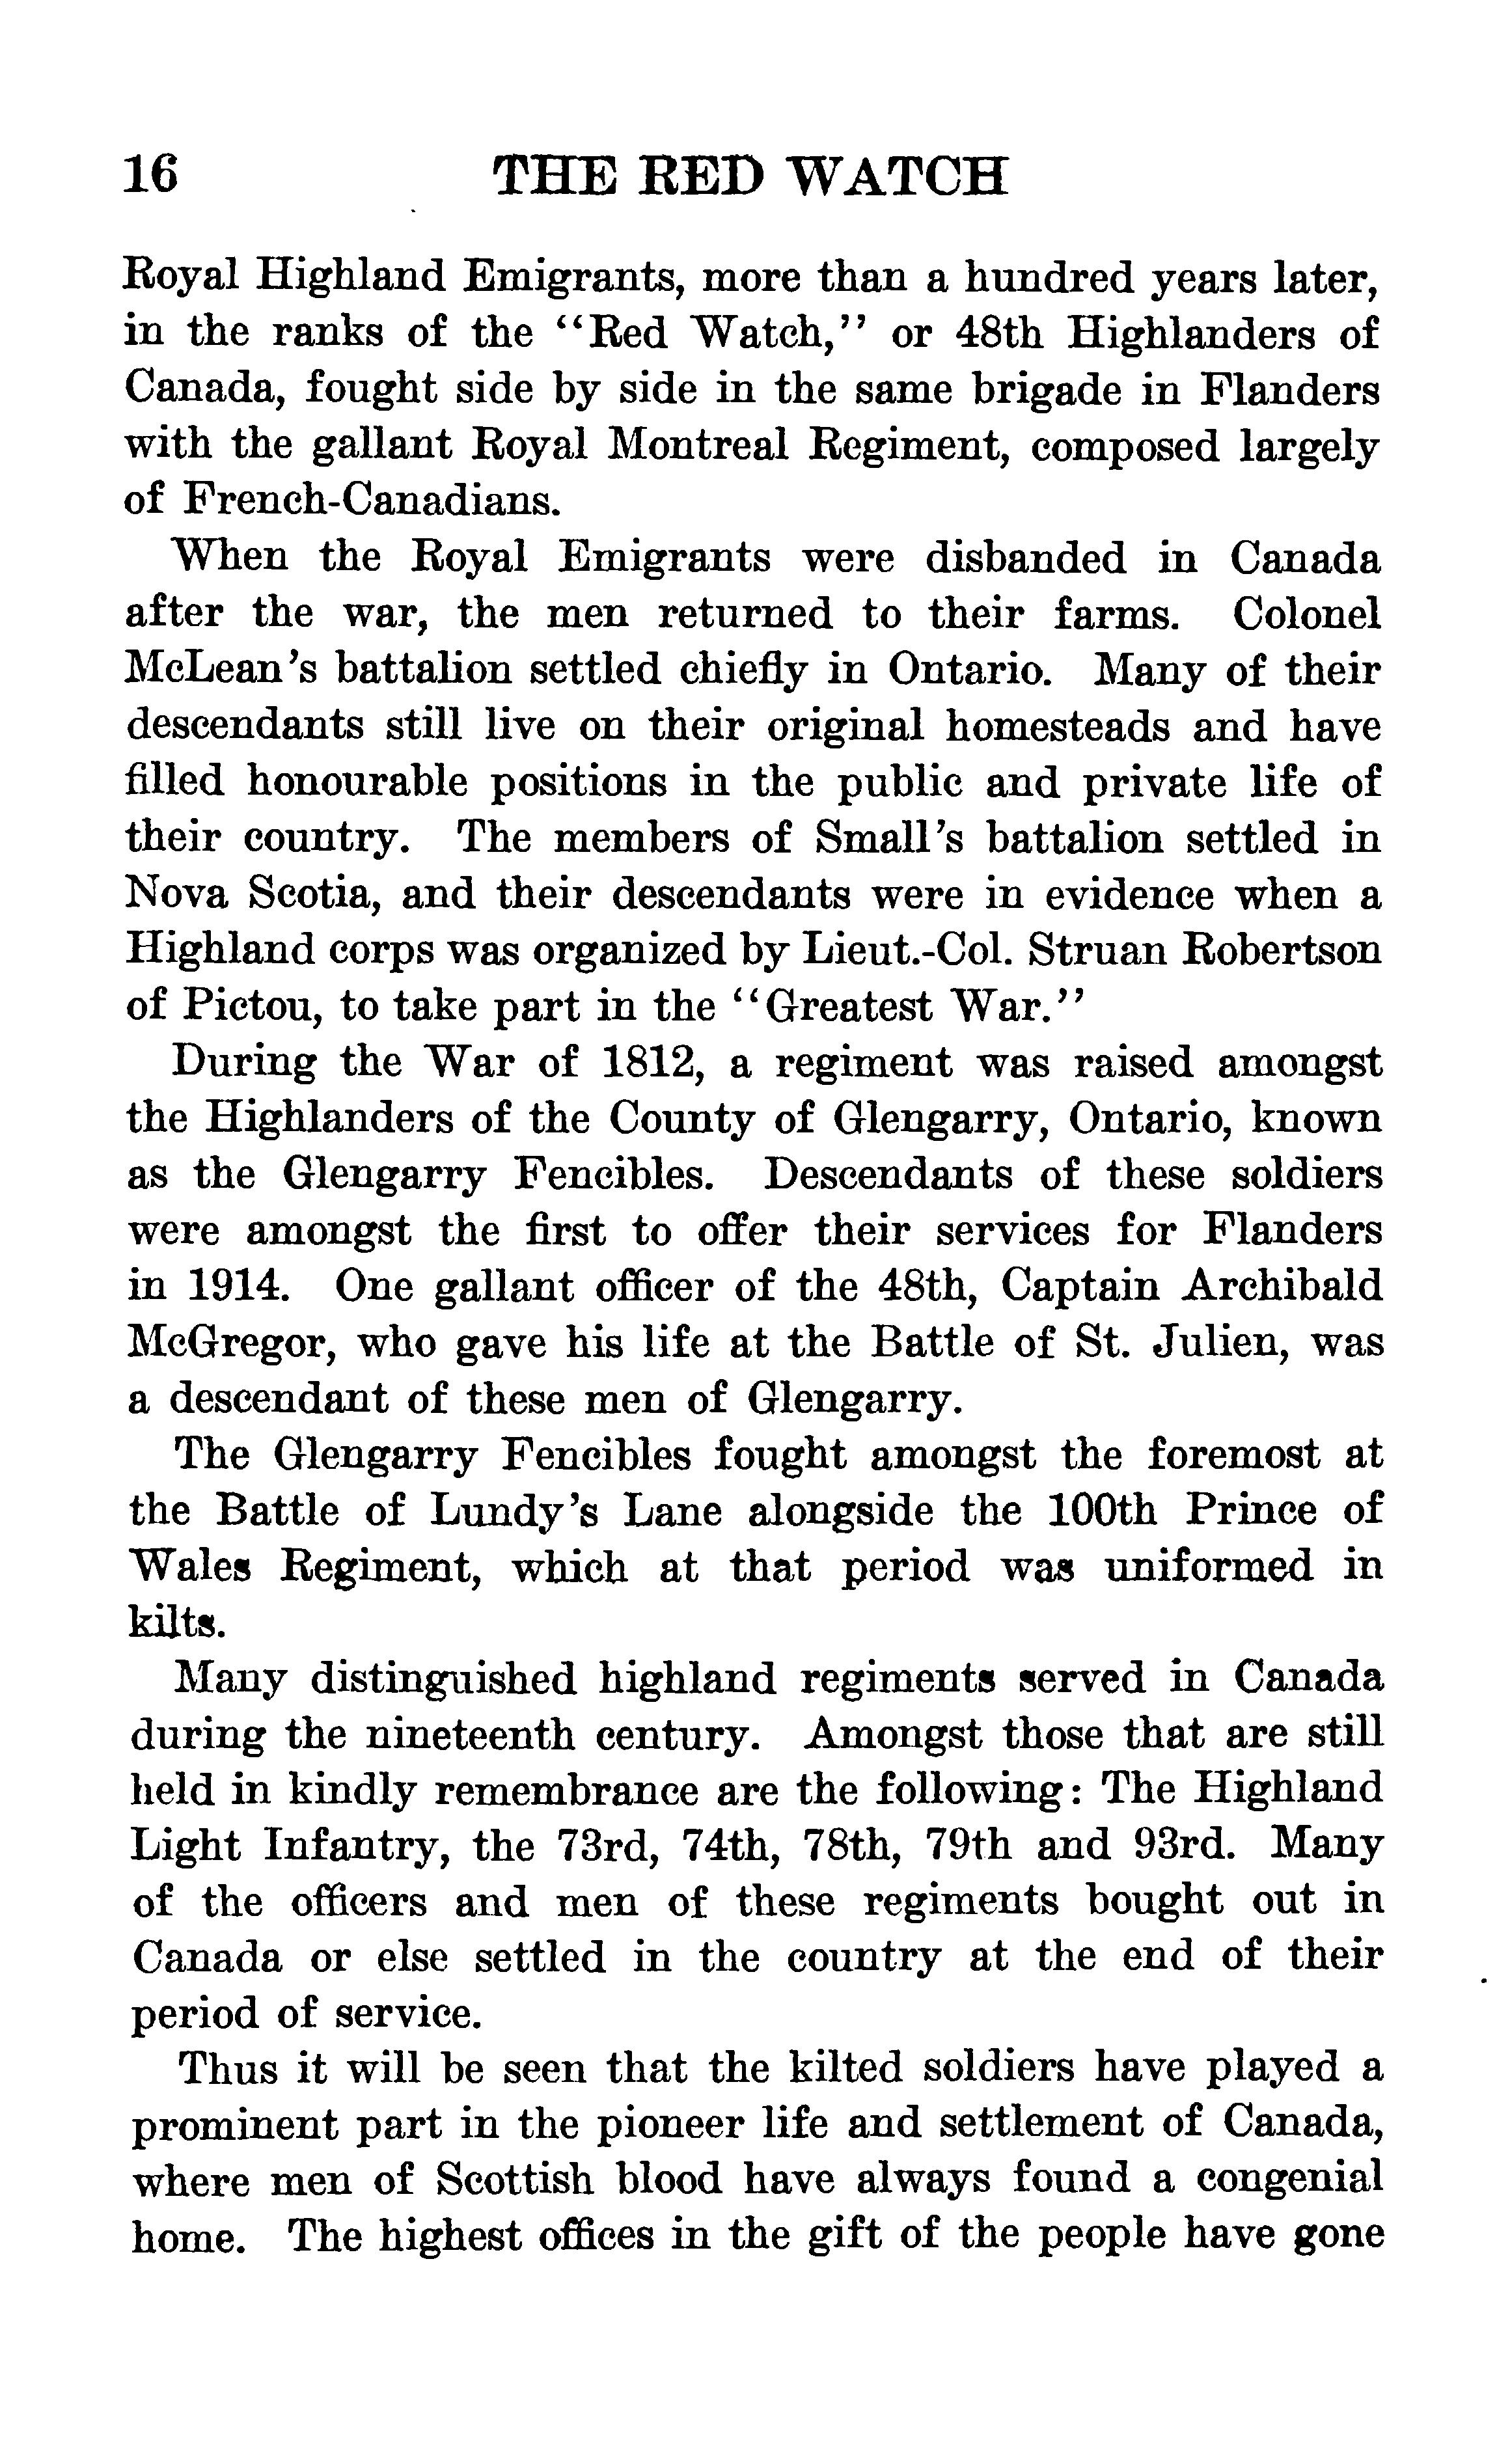 16 THE RED WATCH
Royal Highland Emigrants, more than a hundred years later,
in the ranks of the "Red Watch," or 48th Highlanders of
Canada, fought side by side in the same brigade in Flanders
with the gallant Royal Montreal Regiment, composed largely
of French-Canadians.
When the Royal Emigrants were disbanded in Canada
after the war, the men returned to their farms. Colonel
McLean's battalion settled chiefly in Ontario. Many of their
descendants still live on their original homesteads and have
filled honourable positions in the public and private life of
their country. The members of Small's battalion settled in
Nova Scotia, and their descendants were in evidence when a
Highland corps was organized by Lieut.-Col. Struan Robertson
of Pictou, to take part in the "Greatest War."
During the War of 1812, a regiment was raised amongst
the Highlanders of the County of Glengarry, Ontario, known
as the Glengarry Fencibles. Descendants of these soldiers
were amongst the first to offer their services for Flanders
in 1914. One gallant officer of the 48th, Captain Archibald
McGregor, who gave his life at the Battle of St. Julien, was
a descendant of these men of Glengarry.
The Glengarry Fencibles fought amongst the foremost at
the Battle of Lundy's Lane alongside the 100th Prince of
Wales Regiment, which at that period was uniformed in
kilts.
Many distinguished highland regiments served in Canada
during the nineteenth century. Amongst those that are still
held in kindly remembrance are the following: The Highland
Light Infantry, the 73rd, 74th, 78th, 79th and 93rd. Many
of the officers and men of these regiments bought out in
Canada or else settled in the country at the end of their
period of service.
Thus it will be seen that the kilted soldiers have played a
prominent part in the pioneer life and settlement of Canada,
where men of Scottish blood have always found a congenial
home. The highest offices in the gift of the people have gone